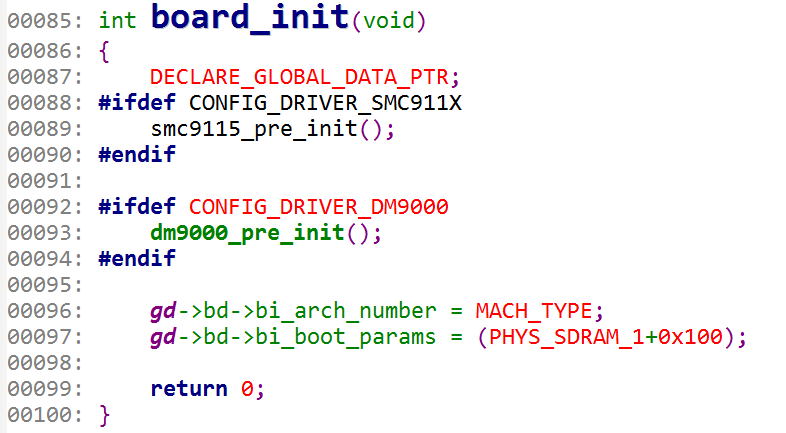 00085: int board_init(void)
00086: {
00087:     DECLARE_GLOBAL_DATA_PTR;
00088: #ifdef CONFIG_DRIVER_SMC911X
00089:     smc9115_pre_init();
00090: #endif
00091:
00092: #ifdef CONFIG_DRIVER_DM9000
00093:     dm9000_pre_init();
00094: #endif
00095:
00096:     gd->bd->bi_arch_number = MACH_TYPE;
00097:     gd->bd->bi_boot_params = (PHYS_SDRAM_1+0x100);
00098:
00099:     return 0;
00100: }